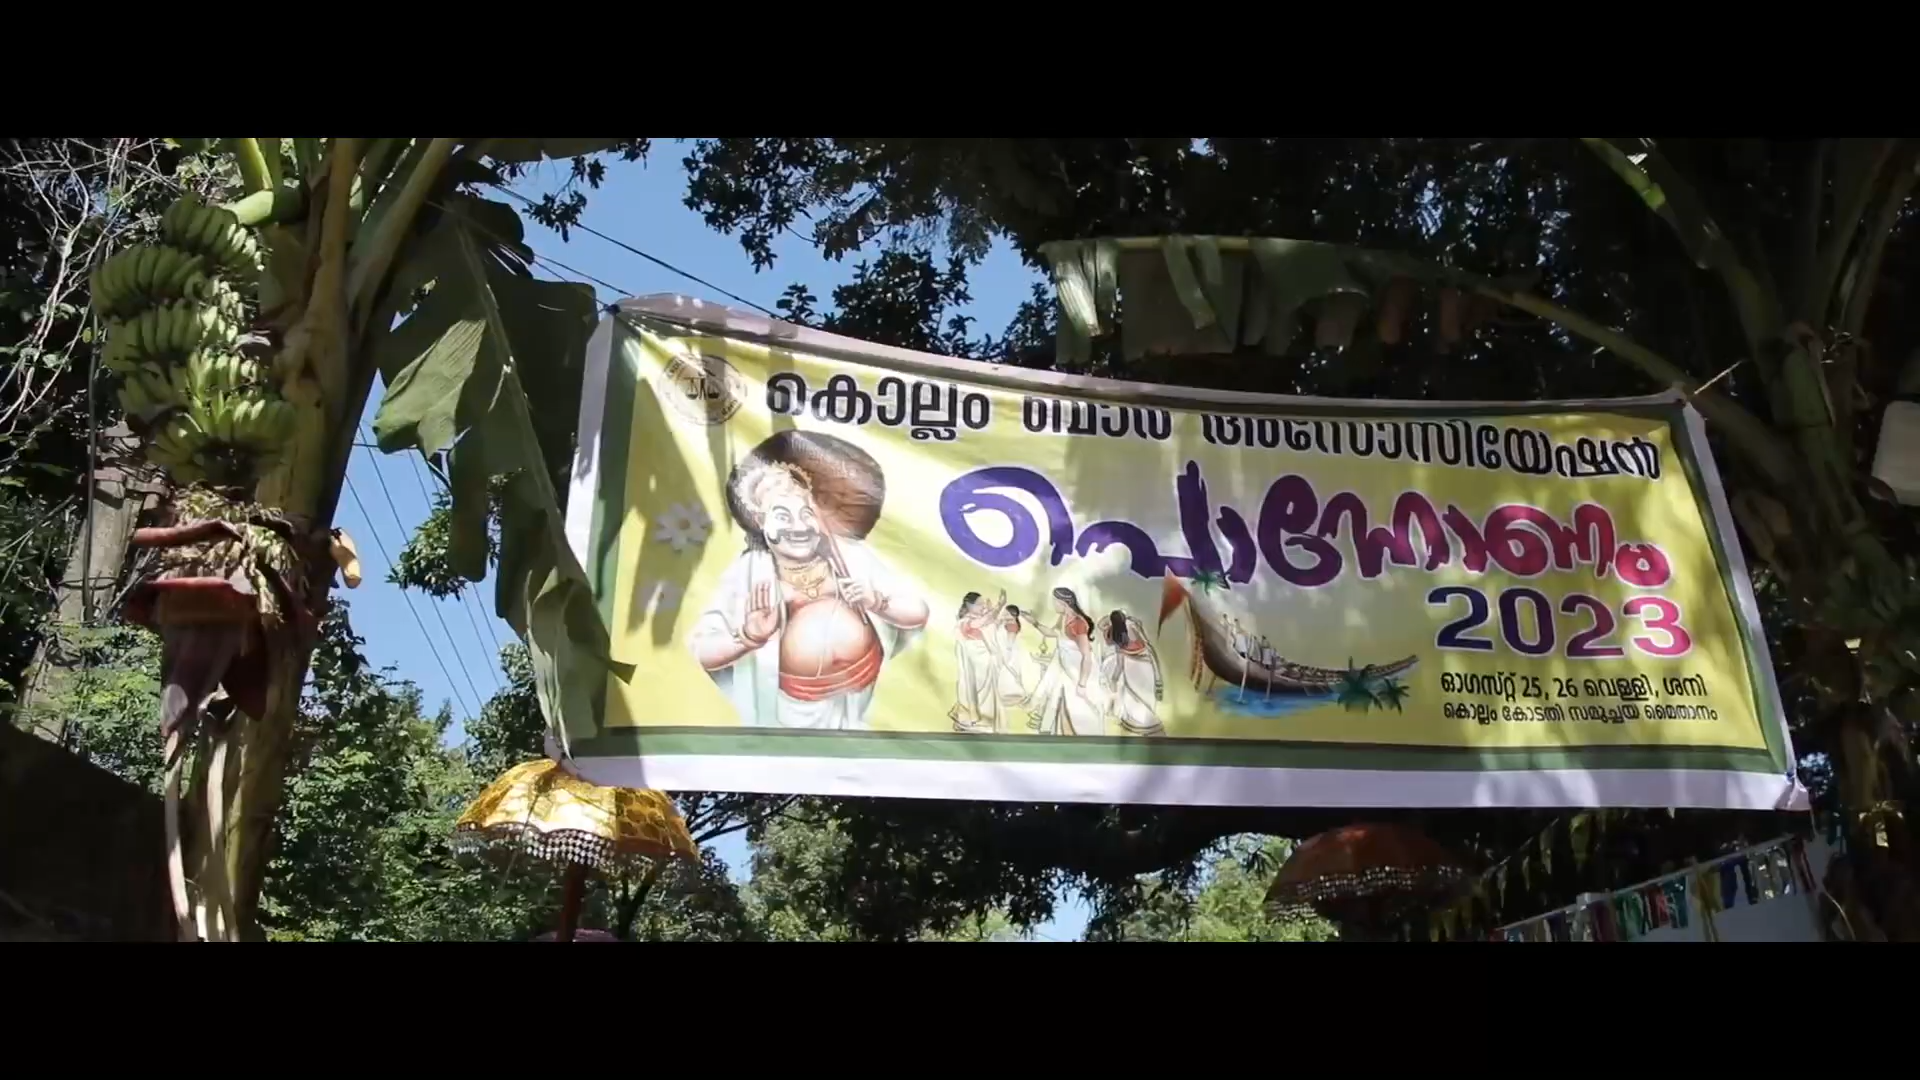 കൊല്ലം ബാർ അസോസിയേഷൻ
പൊന്നോണം
2023
ഓഗസ്റ്റ് 25, 26 വെള്ളി, ശനി
കൊല്ലം കോടതി സമുച്ചയ മൈതാനം